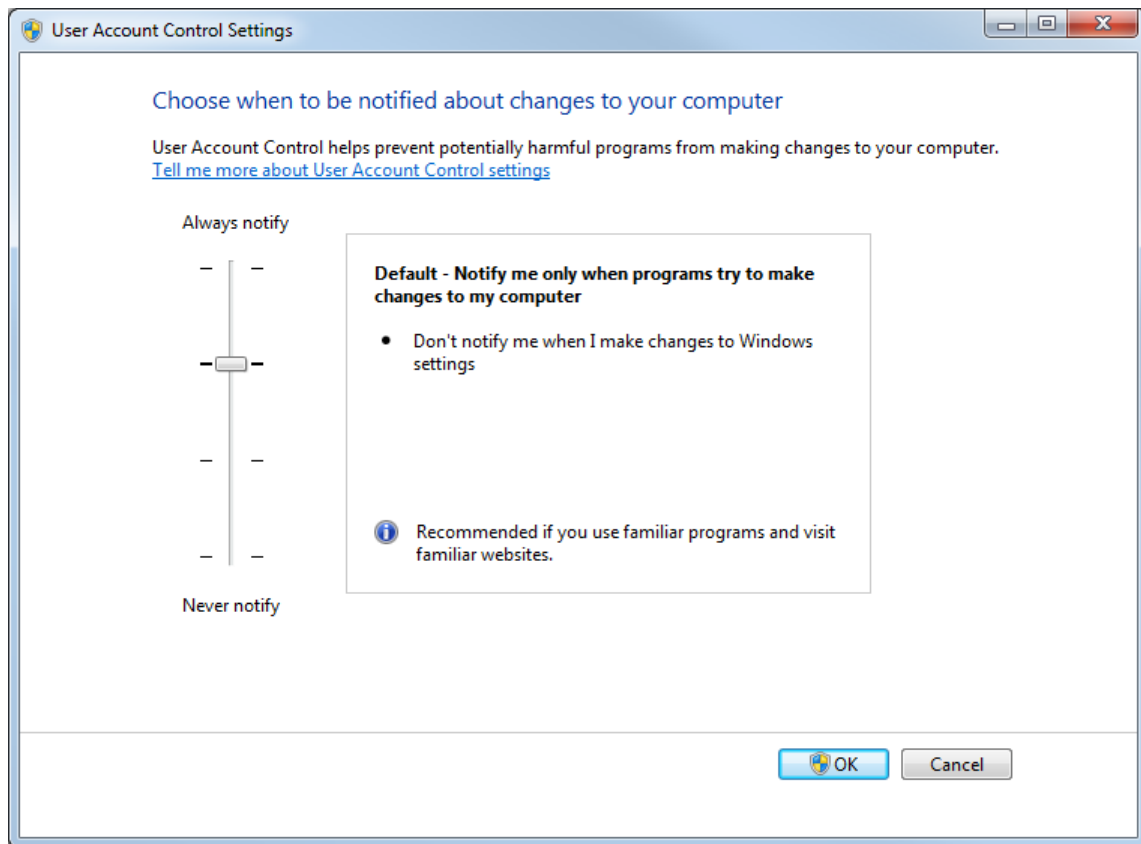 User Account Control Settings
Choose when to be notified about changes to your computer
User Account Control helps prevent potentially harmful programs from making changes to your computer.
Tell me more about User Account Control settings
Always notify
Default - Notify me only when programs try to make
changes to my computer
Don't notify me when I make changes to Windows
settings
Recommended if you use familiar programs and visit
familiar websites.
Never notify
OK
Cancel